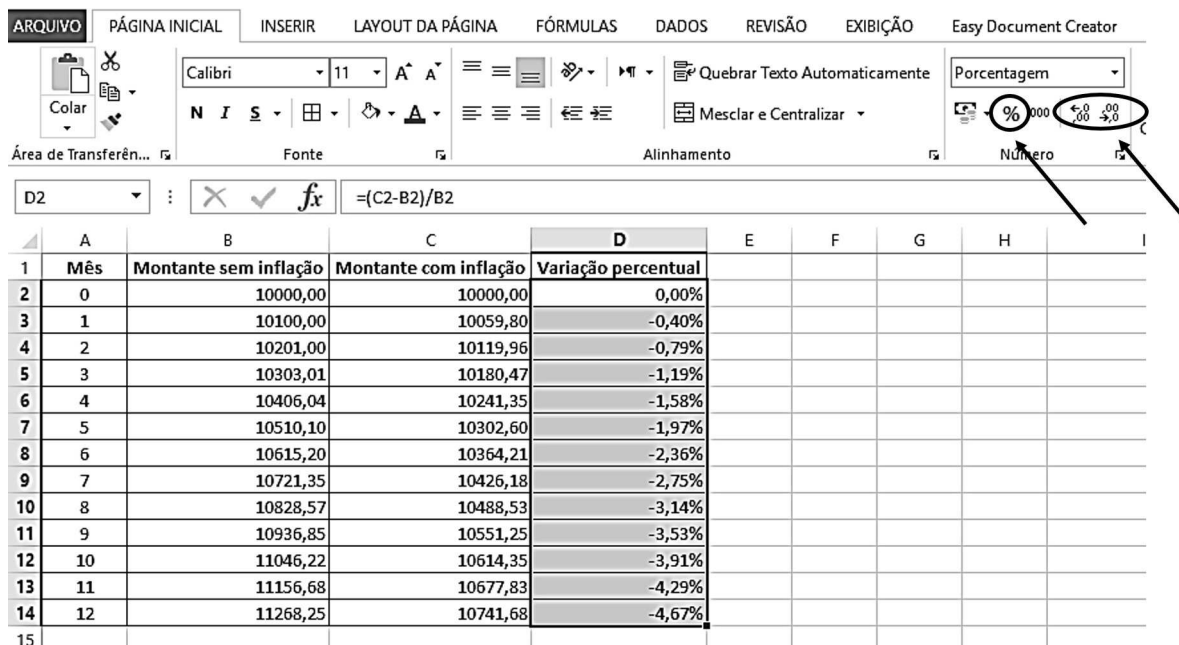 ARQUIVO PÁGINA INICIAL INSERIR LAYOUT DA PÁGINA FÓRMULAS DADOS REVISÃO EXIBIÇÃO Easy Document Creator
Calibri 11 A A Quebrar Texto Automaticamente Porcentagem
Colar N I S A Mesclar e Centralizar % 000 ,0 ,00 ,00 ,0
Área de Transferên... Fonte Alinhamento Número
D2 fx =(C2-B2)/B2
A B C D E F G H I
1 Mês Montante sem inflação Montante com inflação Variação percentual
2 0 10000,00 10000,00 0,00%
3 1 10100,00 10059,80 -0,40%
4 2 10201,00 10119,96 -0,79%
5 3 10303,01 10180,47 -1,19%
6 4 10406,04 10241,35 -1,58%
7 5 10510,10 10302,60 -1,97%
8 6 10615,20 10364,21 -2,36%
9 7 10721,35 10426,18 -2,75%
10 8 10828,57 10488,53 -3,14%
11 9 10936,85 10551,25 -3,53%
12 10 11046,22 10614,35 -3,91%
13 11 11156,68 10677,83 -4,29%
14 12 11268,25 10741,68 -4,67%
15